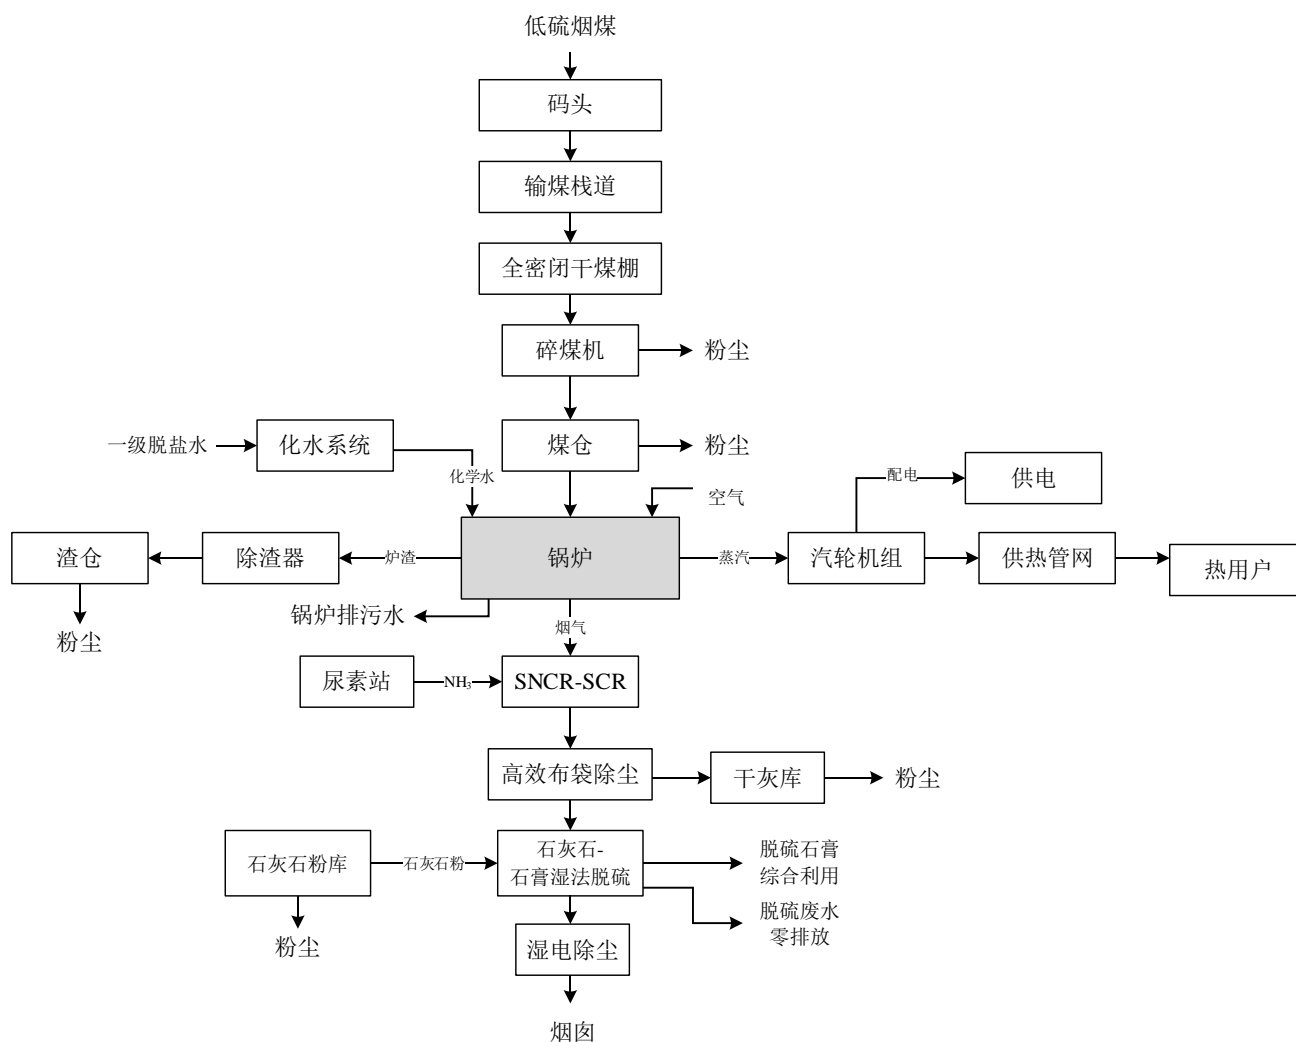 低硫烟煤
码头
输煤栈道
全密闭干煤棚
碎煤机
粉尘
一级脱盐水
化水系统
化学水
煤仓
粉尘
配电
供电
空气
渣仓
除渣器
炉渣
锅炉
蒸汽
汽轮机组
供热管网
热用户
粉尘
锅炉排污水
烟气
尿素站
NH₃
SNCR-SCR
高效布袋除尘
干灰库
粉尘
石灰石粉库
石灰石粉
石灰石-
石膏湿法脱硫
脱硫石膏
综合利用
脱硫废水
零排放
粉尘
湿电除尘
烟囱